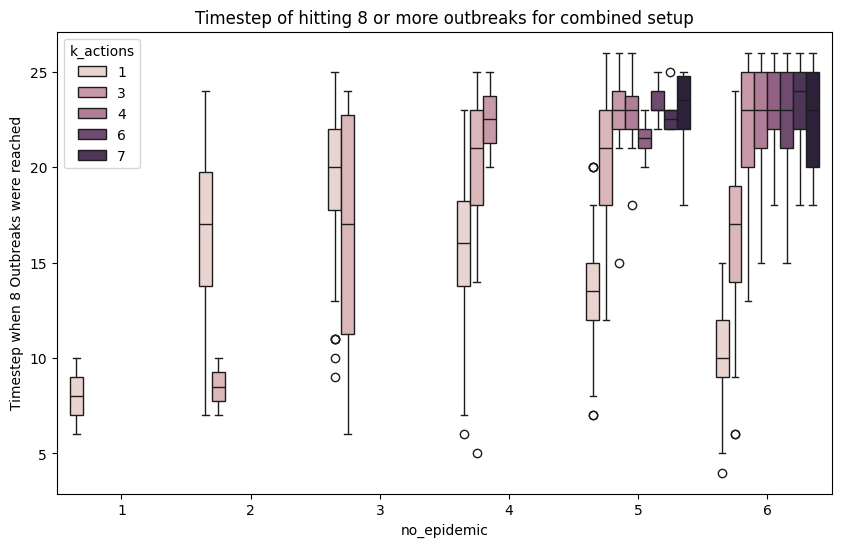 Timestep of hitting 8 or more outbreaks for combined setup
k_actions
1
3
4
6
7
Timestep when 8 Outbreaks were reached
25
20
15
10
5
1 2 3 4 5 6
no_epidemic